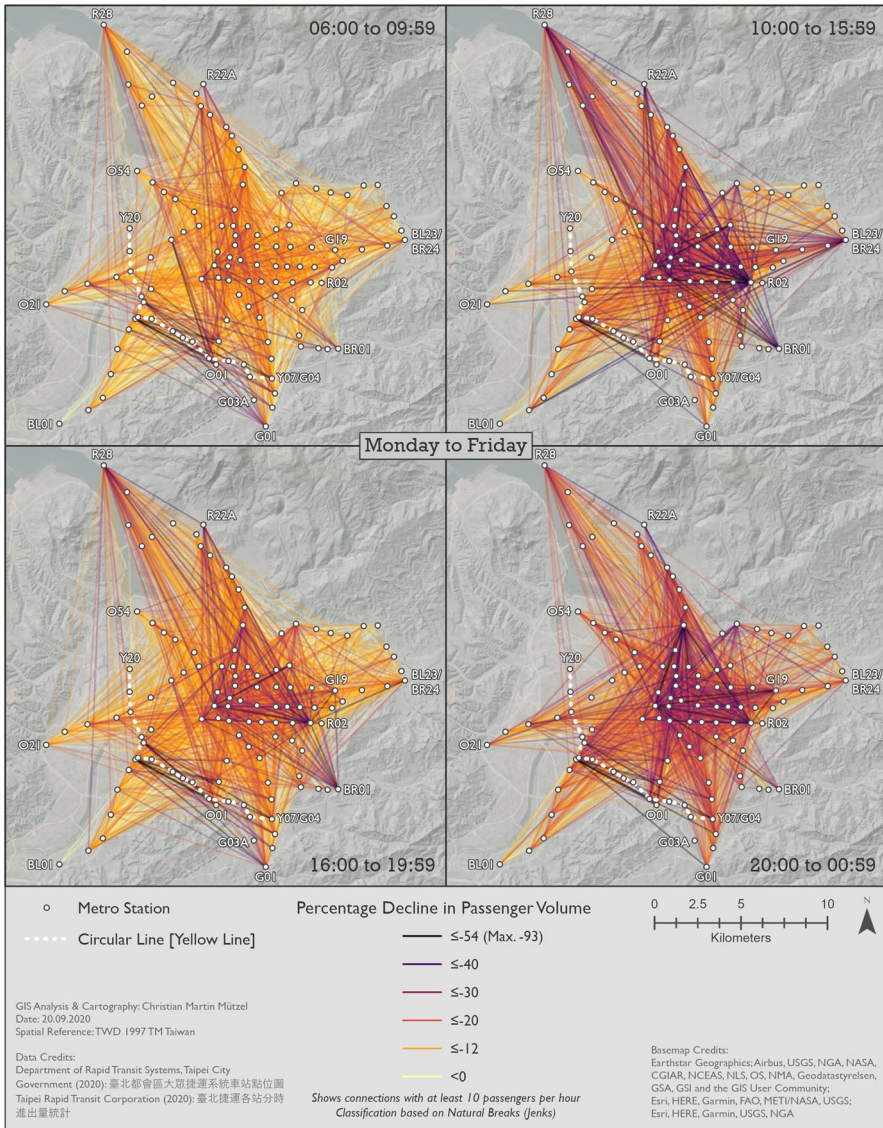 R28
06:00 to 09:59
R22A
O54
Y20
G19
BL23/
BR24
R02
O21
BR01
O01
Y07/G04
G03A
BL01
G01
R28
10:00 to 15:59
R22A
O54
Y20
G19
BL23/
BR24
R02
O21
BR01
O01
Y07/G04
G03A
BL01
G01
Monday to Friday
R28
R22A
O54
Y20
G19
BL23/
BR24
R02
O21
BR01
O01
Y07/G04
G03A
BL01
16:00 to 19:59
G01
R28
R22A
O54
Y20
G19
BL23/
BR24
R02
O21
BR01
O01
Y07/G04
G03A
BL01
20:00 to 00:59
G01
Metro Station
Circular Line [Yellow Line]
Percentage Decline in Passenger Volume
≤-54 (Max. -93)
≤-40
≤-30
≤-20
≤-12
<0
Shows connections with at least 10 passengers per hour
Classification based on Natural Breaks (Jenks)
0 2.5 5 10
Kilometers
N
GIS Analysis & Cartography: Christian Martin Mützel
Date: 20.09.2020
Spatial Reference: TWD 1997 TM Taiwan
Data Credits:
Department of Rapid Transit Systems, Taipei City
Government (2020): 臺北都會區大眾捷運系統車站點位圖
Taipei Rapid Transit Corporation (2020): 臺北捷運各站分時
進出量統計
Basemap Credits:
Earthstar Geographics; Airbus, USGS, NGA, NASA,
CGIAR, NCEAS, NLS, OS, NMA, Geodatastyrelsen,
GSA, GSI and the GIS User Community;
Esri, HERE, Garmin, FAO, METI/NASA, USGS;
Esri, HERE, Garmin, USGS, NGA